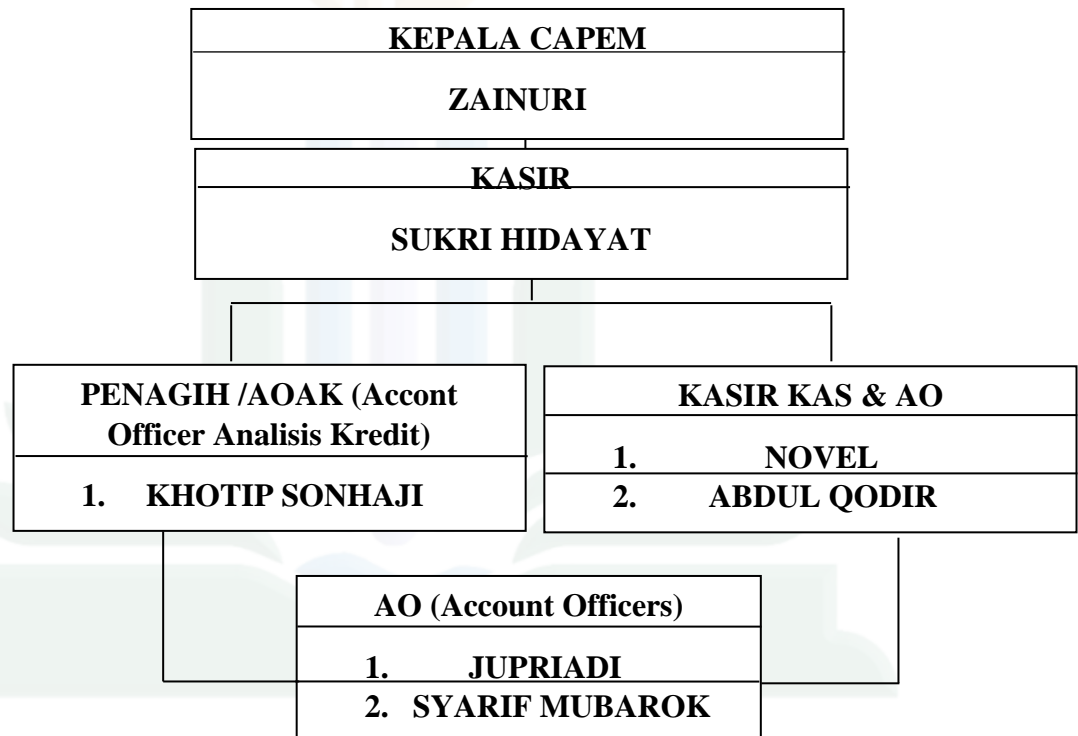 KEPALA CAPEM
ZAINURI
KASIR
SUKRI HIDAYAT
PENAGIH /AOAK (Accont
Officer Analisis Kredit)
1. KHOTIP SONHAJI
KASIR KAS & AO
1. NOVEL
2. ABDUL QODIR
AO (Account Officers)
1. JUPRIADI
2. SYARIF MUBAROK